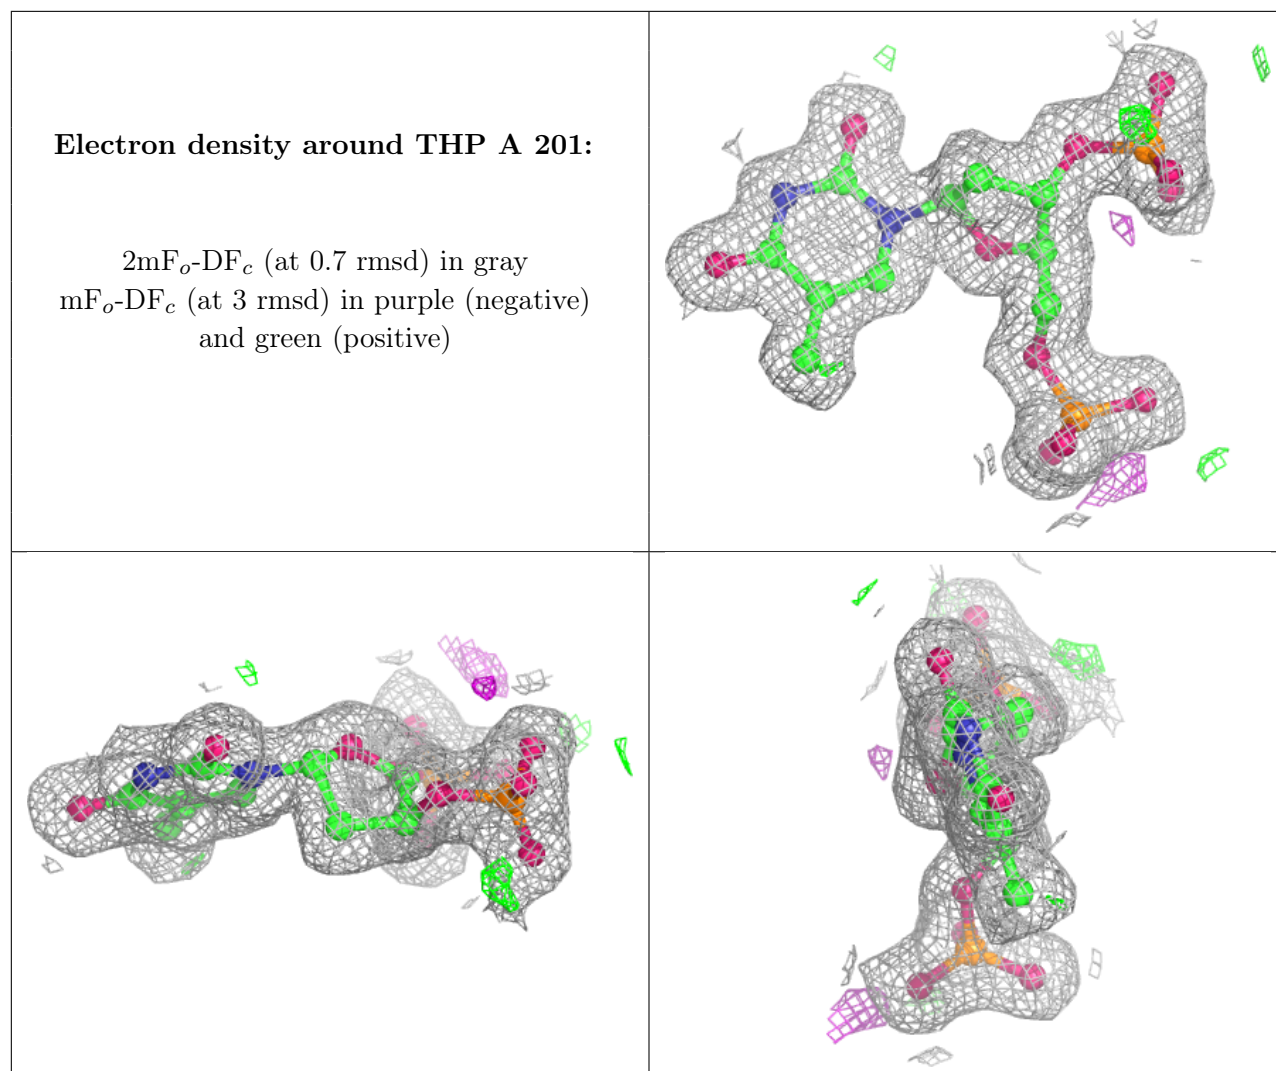 Electron density around THP A 201:
2mFo-DFc (at 0.7 rmsd) in gray
mFo-DFc (at 3 rmsd) in purple (negative)
and green (positive)